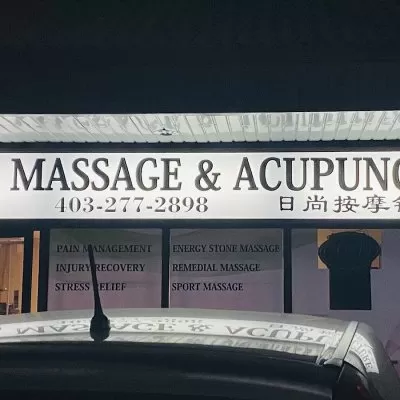 MASSAGE & ACUPUNC
403-277-2898 日尚按摩
PAIN MANAGEMENT
INJURY RECOVERY
STRESS RELIEF
ENERGY STONE MASSAGE
REMEDIAL MASSAGE
SPORT MASSAGE